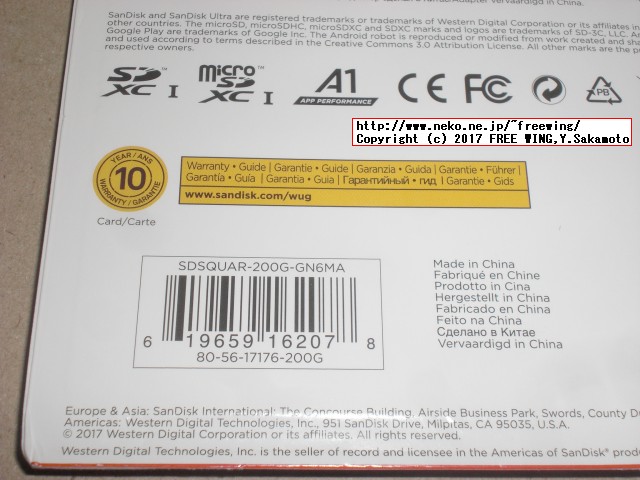 SanDisk and SanDisk Ultra are registered trademarks or trademarks of Western Digital Corporation or its affiliates in
other countries. The microSD, microSDHC, microSDXC and SDXC marks and logos are trademarks of SD-3C, LLC.
Google Play are trademarks of Google Inc. The Android robot is reproduced or modified from work created and
and used according to terms described in the Creative Commons 3.0 Attribution License. All other marks are the
respective owners.
SD XC I
micro SD XC I
A1
APP PERFORMANCE
CE FC
PB
http://www.neko.ne.jp/~freewing/
Copyright (c) 2017 FREE WING,Y.Sakamoto
YEAR / ANS
10
WARRANTY / GARANTIE
Card/Carte
Warranty • Guide | Garantie • Guide | Garanzia • Guida | Garantie • Führer |
Garantía • Guía | Garantia • Guia | Гарантийный • гид | Garantie • Gids
www.sandisk.com/wug
SDSQUAR-200G-GN6MA
6 19659 16207 8
80-56-17176-200G
Made in China
Fabriqué en Chine
Prodotto in Cina
Hergestellt in China
Fabricado en China
Feito na China
Сделано в Китае
Vervaardigd in China
Europe & Asia: SanDisk International: The Concourse Building, Airside Business Park, Swords, County
Americas: Western Digital Technologies, Inc., 951 SanDisk Drive, Milpitas, CA 95035, U.S.A.
© 2017 Western Digital Corporation or its affiliates. All rights reserved.
Western Digital Technologies, Inc. is the seller of record and licensee in the Americas of SanDisk®